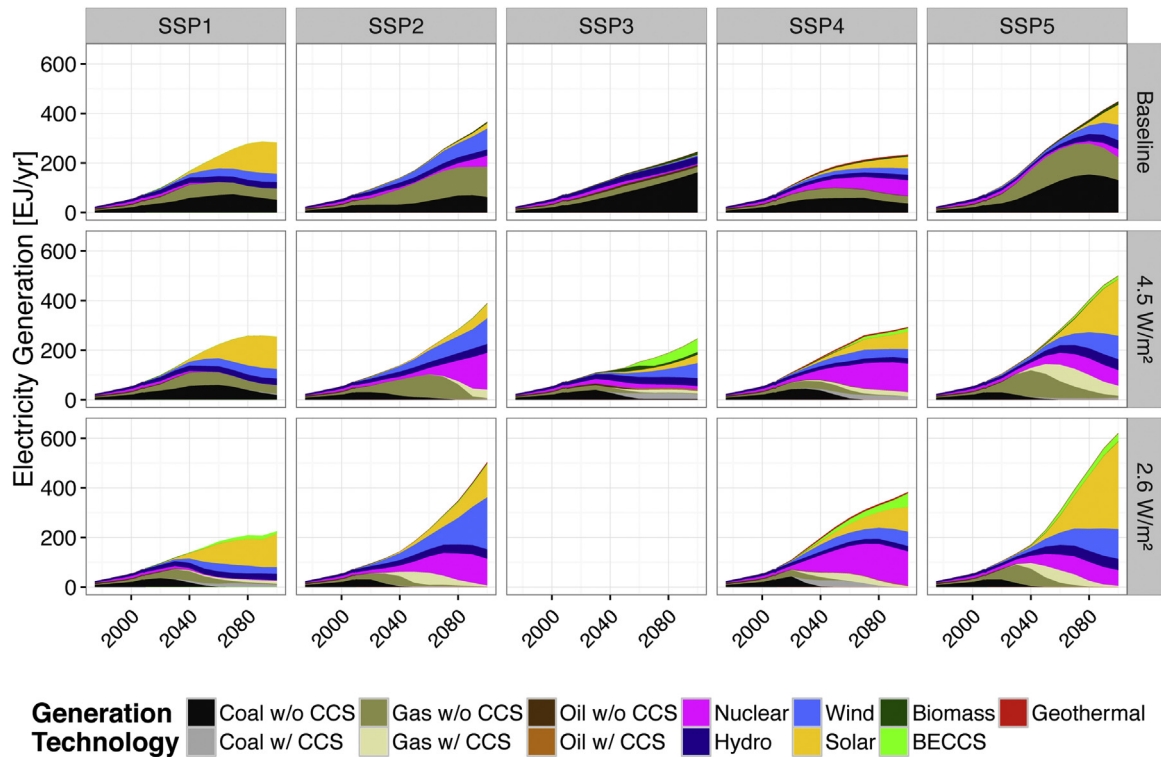 SSP1 SSP2 SSP3 SSP4 SSP5
Electricity Generation [EJ/yr]
600
400
200
0
Baseline
600
400
200
0
4.5 W/m²
600
400
200
0
2.6 W/m²
2000 2040 2080 2000 2040 2080 2000 2040 2080 2000 2040 2080 2000 2040 2080
Generation Technology
Coal w/o CCS Gas w/o CCS Oil w/o CCS Nuclear Wind Biomass Geothermal
Coal w/ CCS Gas w/ CCS Oil w/ CCS Hydro Solar BECCS